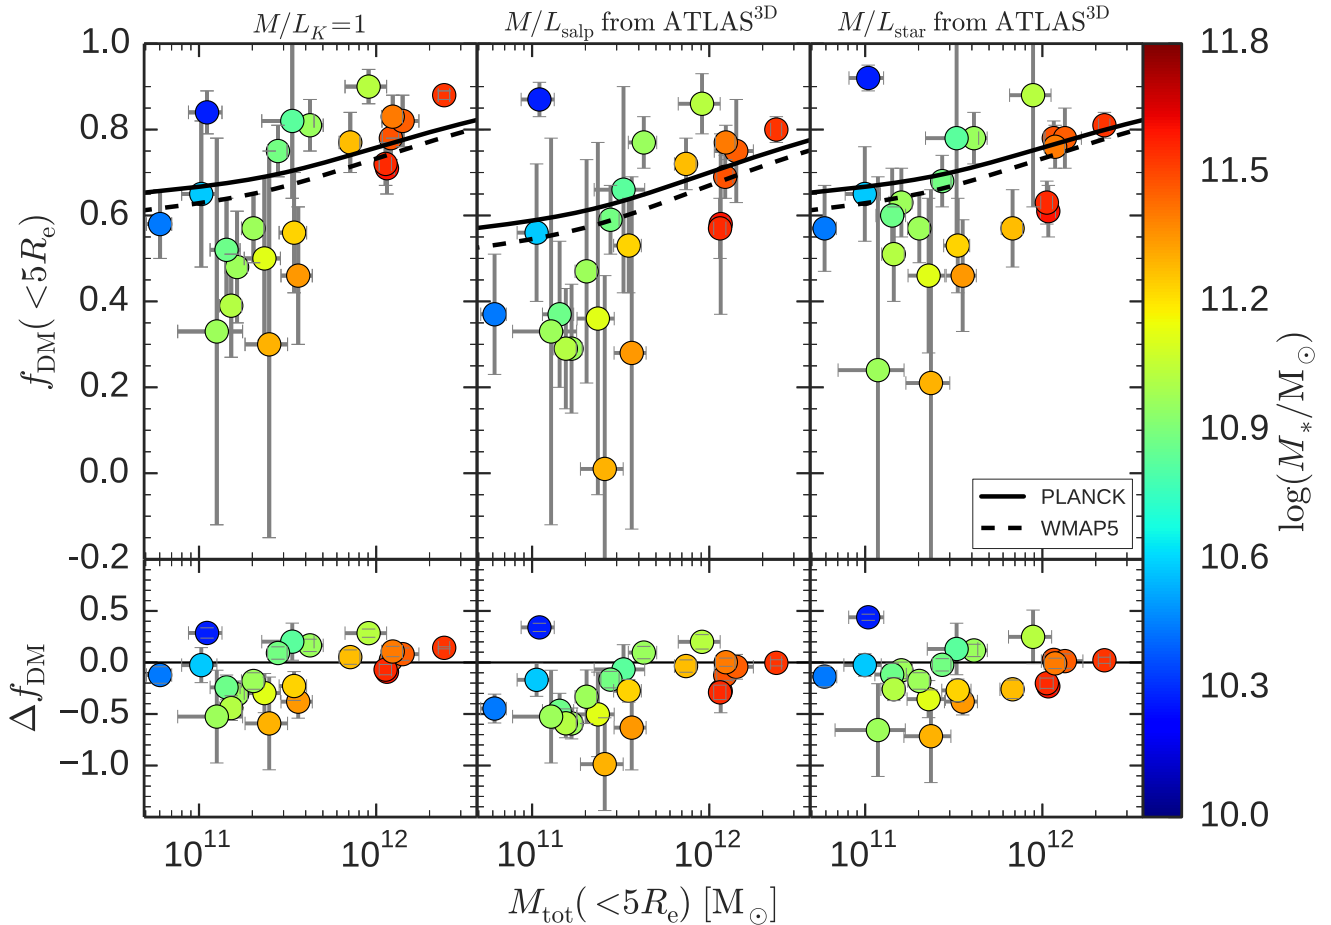 M/L_K=1
M/L_salp from ATLAS^3D
M/L_star from ATLAS^3D
1.0
0.8
0.6
0.4
0.2
0.0
-0.2
f_DM(<5R_e)
PLANCK
WMAP5
0.5
0.0
−0.5
−1.0
Δf_DM
10^11
10^12
10^11
10^12
10^11
10^12
M_tot(<5R_e) [M_⊙]
11.8
11.5
11.2
10.9
10.6
10.3
10.0
log(M_*/M_⊙)